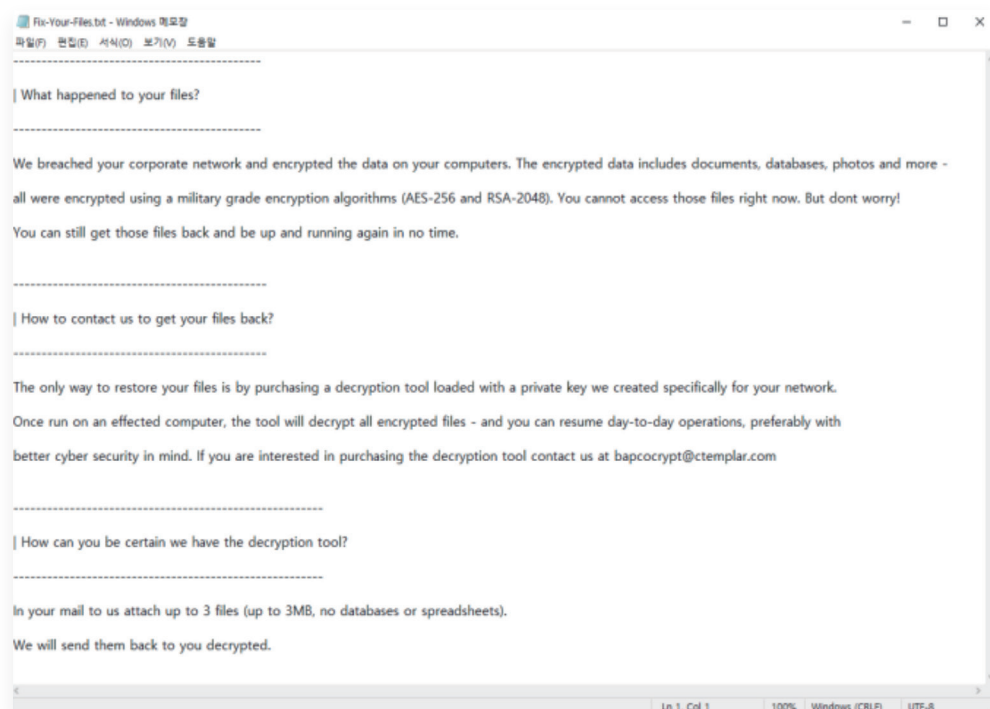 Fix-Your-Files.txt - Windows 메모장
파일(F) 편집(E) 서식(O) 보기(V) 도움말
--------------------------------------------
| What happened to your files?
--------------------------------------------
We breached your corporate network and encrypted the data on your computers. The encrypted data includes documents, databases, photos and more -
all were encrypted using a military grade encryption algorithms (AES-256 and RSA-2048). You cannot access those files right now. But dont worry!
You can still get those files back and be up and running again in no time.
---------------------------------------------
| How to contact us to get your files back?
---------------------------------------------
The only way to restore your files is by purchasing a decryption tool loaded with a private key we created specifically for your network.
Once run on an effected computer, the tool will decrypt all encrypted files - and you can resume day-to-day operations, preferably with
better cyber security in mind. If you are interested in purchasing the decryption tool contact us at bapcocrypt@ctemplar.com
-------------------------------------------------------
| How can you be certain we have the decryption tool?
-------------------------------------------------------
In your mail to us attach up to 3 files (up to 3MB, no databases or spreadsheets).
We will send them back to you decrypted.
Ln 1, Col 1 100% Windows (CRLF) UTF-8